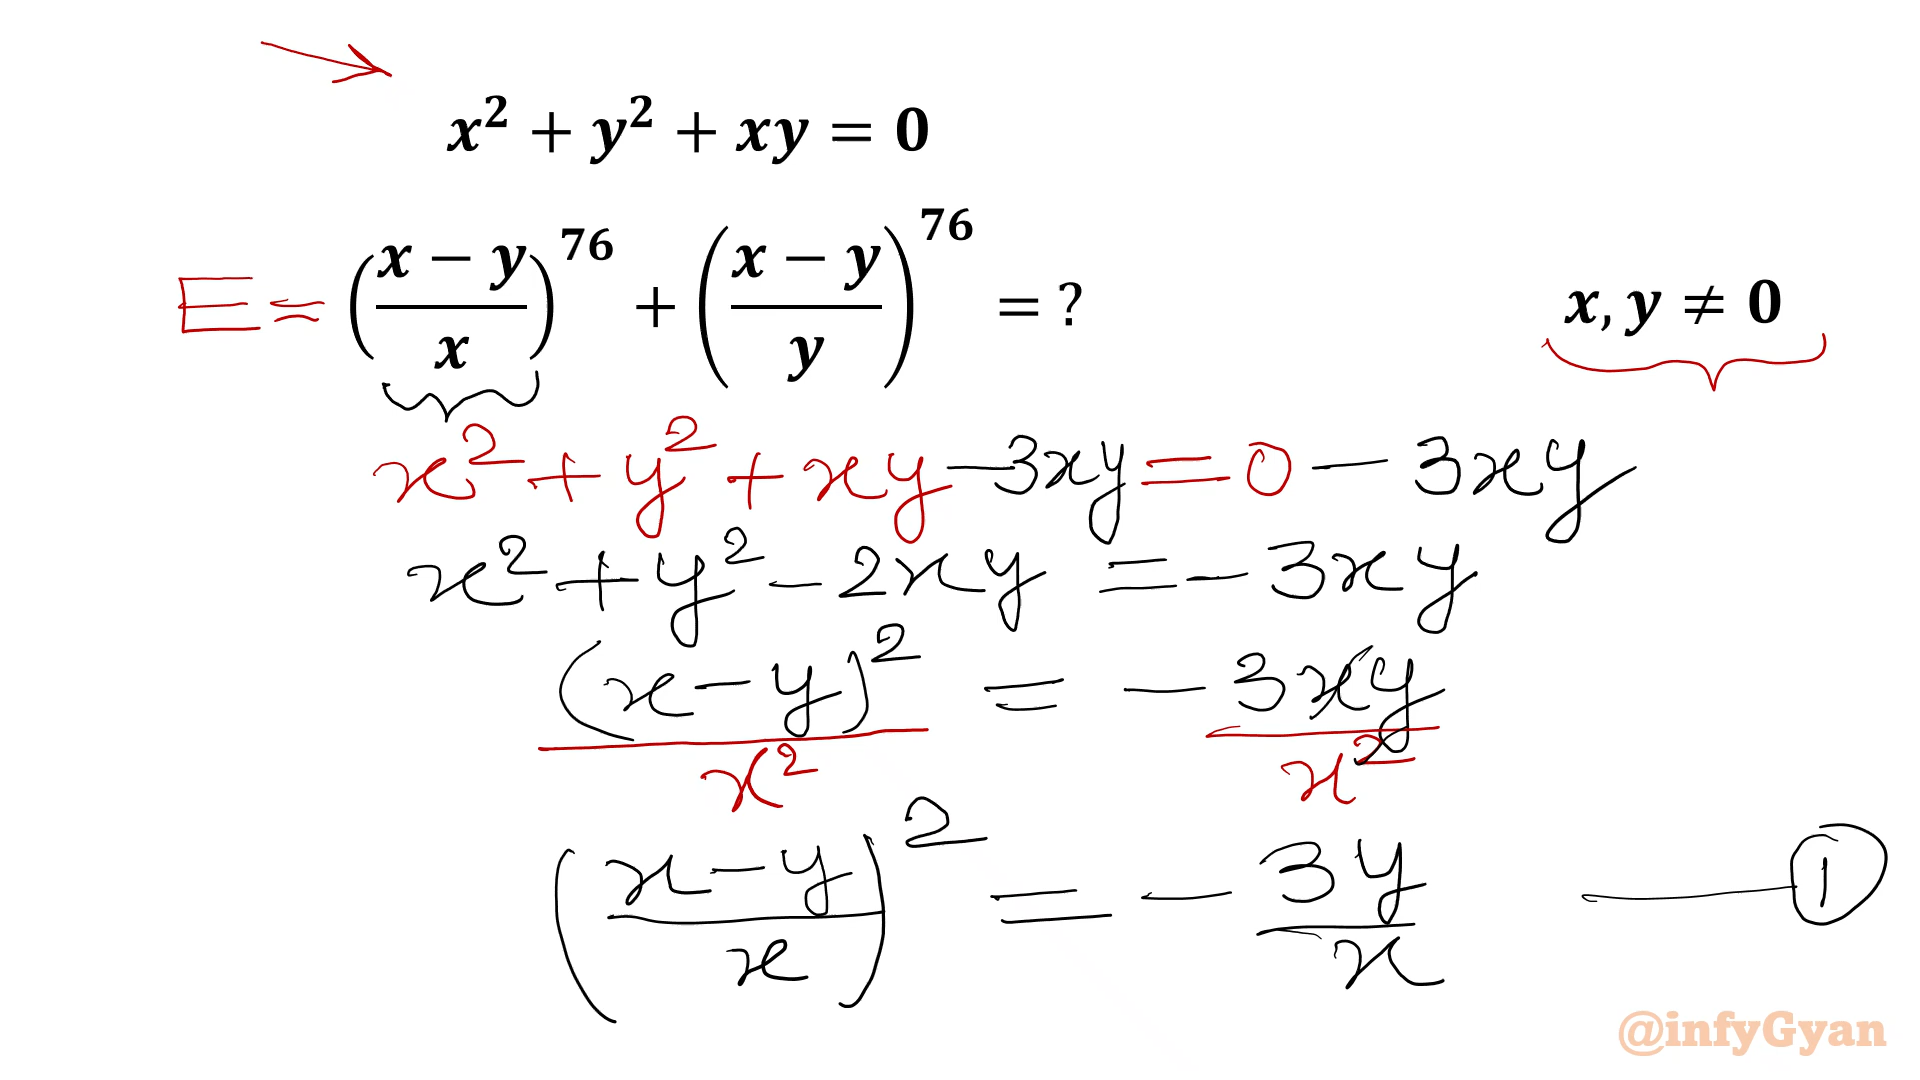 x² + y² + xy = 0
E = ((x − y)/x)^76 + ((x − y)/y)^76 = ?
x, y ≠ 0
x² + y² + xy − 3xy = 0 − 3xy
x² + y² − 2xy = − 3xy
(x − y)²/x² = − 3xy/x²
((x − y)/x)² = − 3y/x — ①
@infyGyan